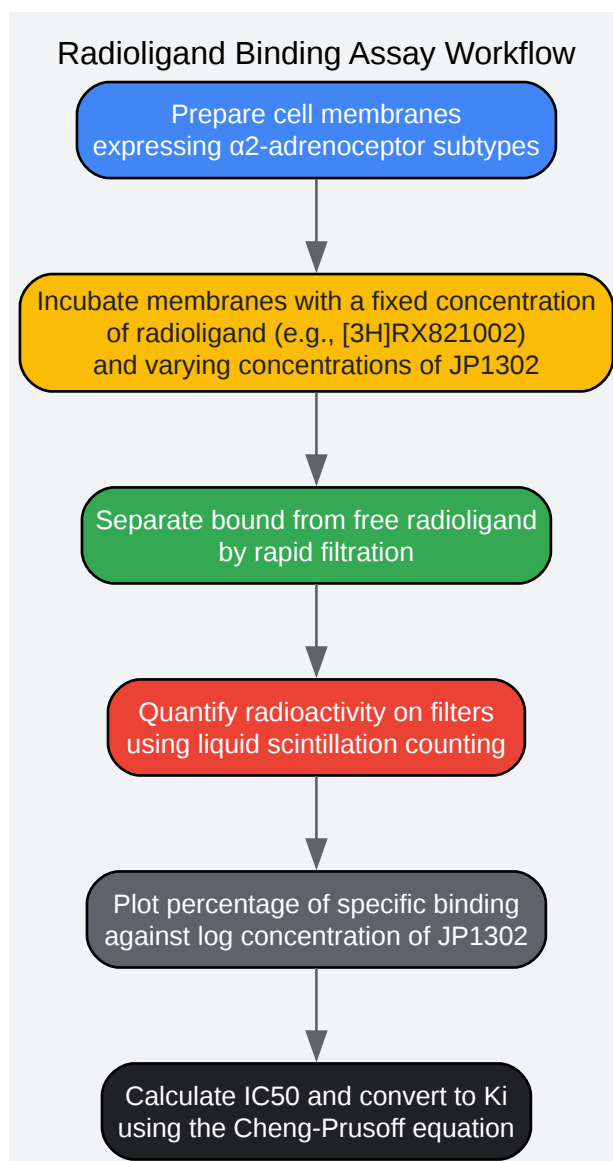 Radioligand Binding Assay Workflow
Prepare cell membranes
expressing α2-adrenoceptor subtypes
Incubate membranes with a fixed concentration
of radioligand (e.g., [3H]RX821002)
and varying concentrations of JP1302
Separate bound from free radioligand
by rapid filtration
Quantify radioactivity on filters
using liquid scintillation counting
Plot percentage of specific binding
against log concentration of JP1302
Calculate IC50 and convert to Ki
using the Cheng-Prusoff equation